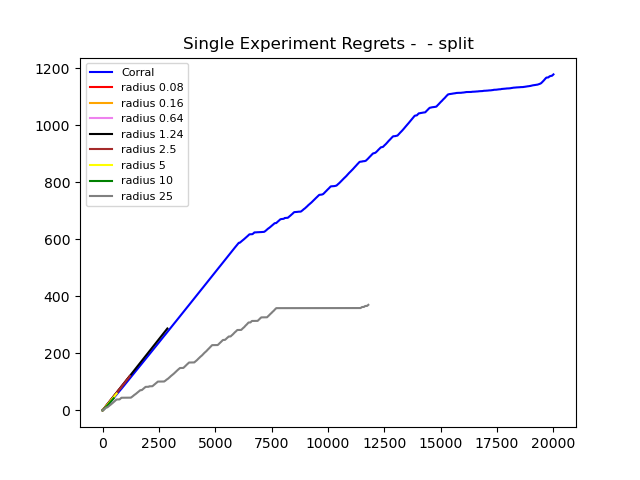 Single Experiment Regrets -  - split
Corral
radius 0.08
radius 0.16
radius 0.64
radius 1.24
radius 2.5
radius 5
radius 10
radius 25
1200
1000
800
600
400
200
0
0 2500 5000 7500 10000 12500 15000 17500 20000